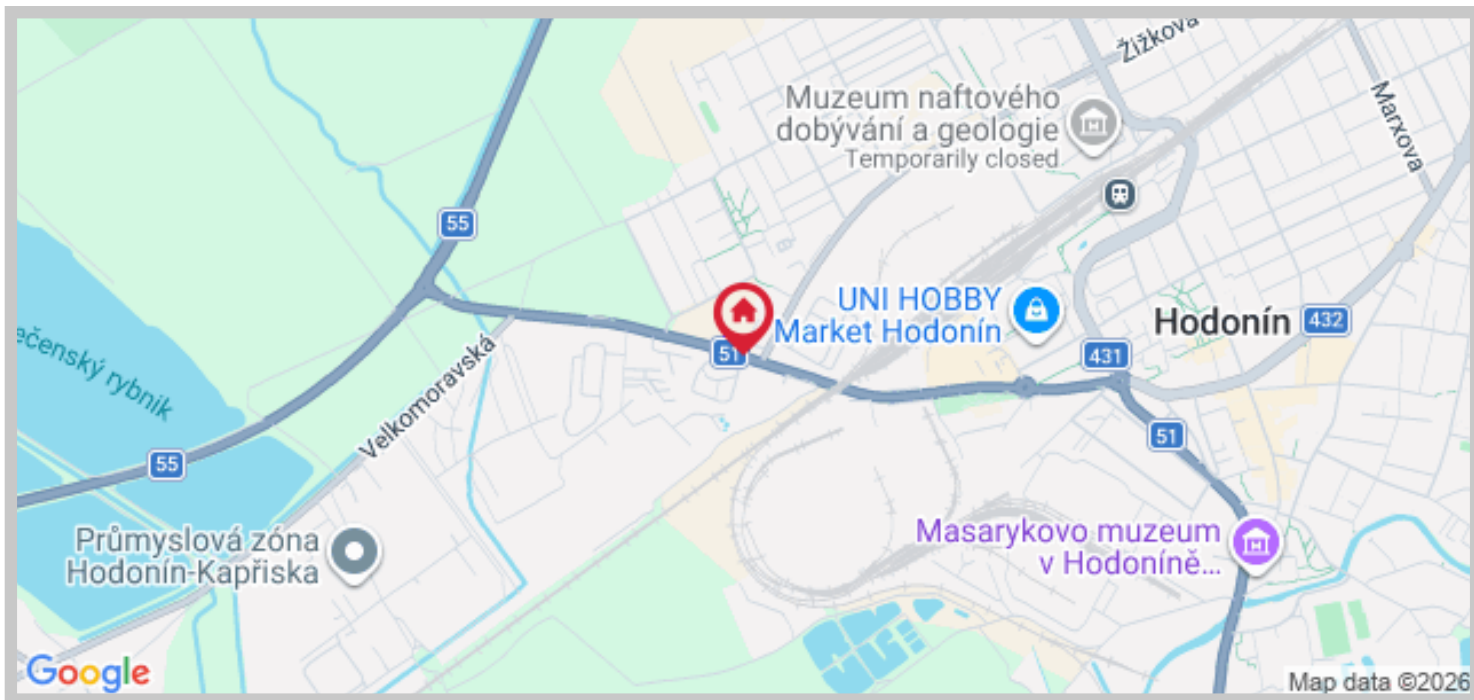 Žižkova
Muzeum naftového
dobývání a geologie
Temporarily closed
Marxova
55
UNI HOBBY
Market Hodonín
Hodonín
432
51
431
ečenský rybník
Velkomoravská
51
55
Průmyslová zóna
Hodonín-Kapřiska
Masarykovo muzeum
v Hodoníně...
Google
Map data ©2026